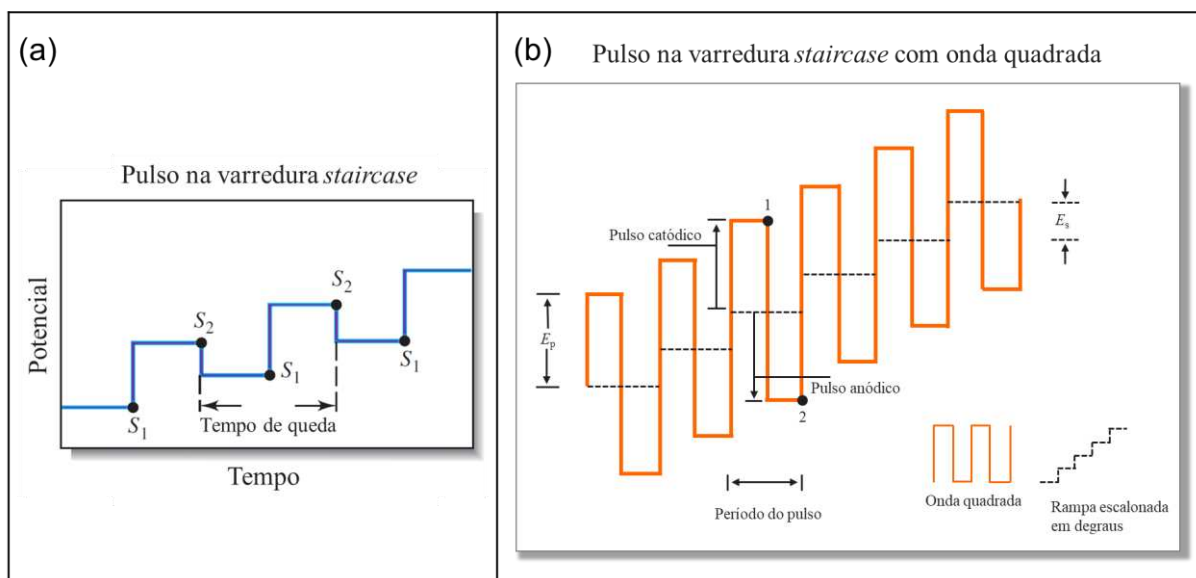 (a)
Pulso na varredura staircase
Potencial
S2
S2
S1
S1
S1
Tempo de queda
Tempo
(b) Pulso na varredura staircase com onda quadrada
1
Pulso catódico
Es
Ep
Pulso anódico
2
Período do pulso
Onda quadrada
Rampa escalonada
em degraus